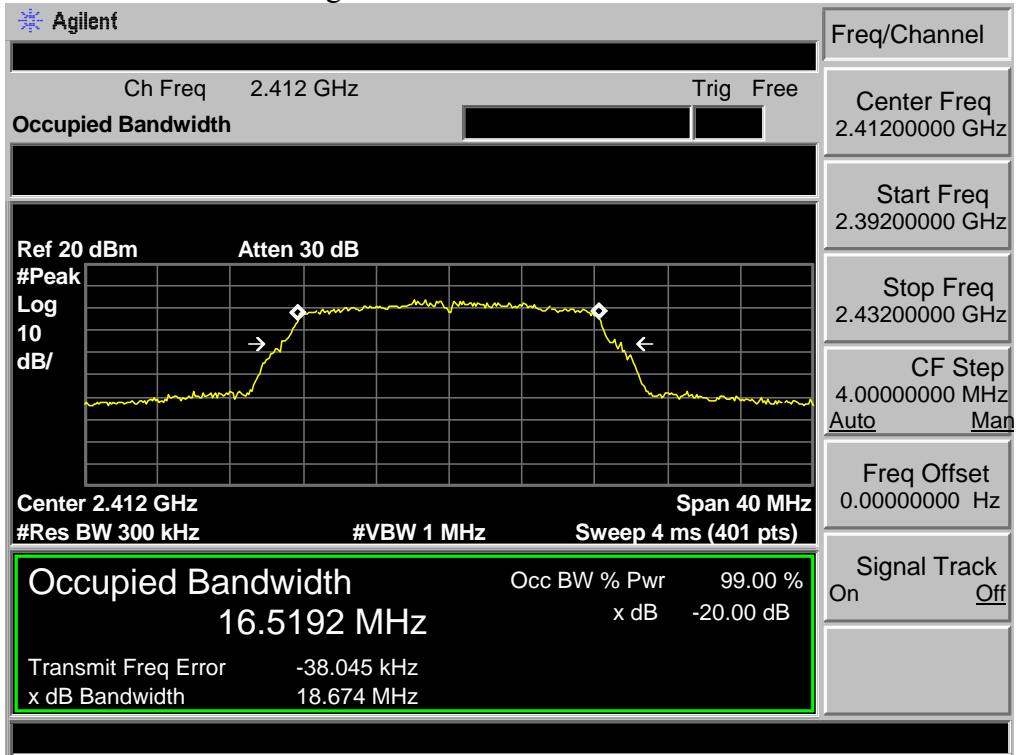 Agilent
Freq/Channel
Ch Freq 2.412 GHz Trig Free
Occupied Bandwidth
Center Freq
2.41200000 GHz
Start Freq
2.39200000 GHz
Ref 20 dBm Atten 30 dB
#Peak
Log
10
dB/
Stop Freq
2.43200000 GHz
CF Step
4.00000000 MHz
Auto Man
Center 2.412 GHz Span 40 MHz
#Res BW 300 kHz #VBW 1 MHz Sweep 4 ms (401 pts)
Freq Offset
0.00000000 Hz
Occupied Bandwidth Occ BW % Pwr 99.00 %
16.5192 MHz x dB -20.00 dB
Transmit Freq Error -38.045 kHz
x dB Bandwidth 18.674 MHz
Signal Track
On Off